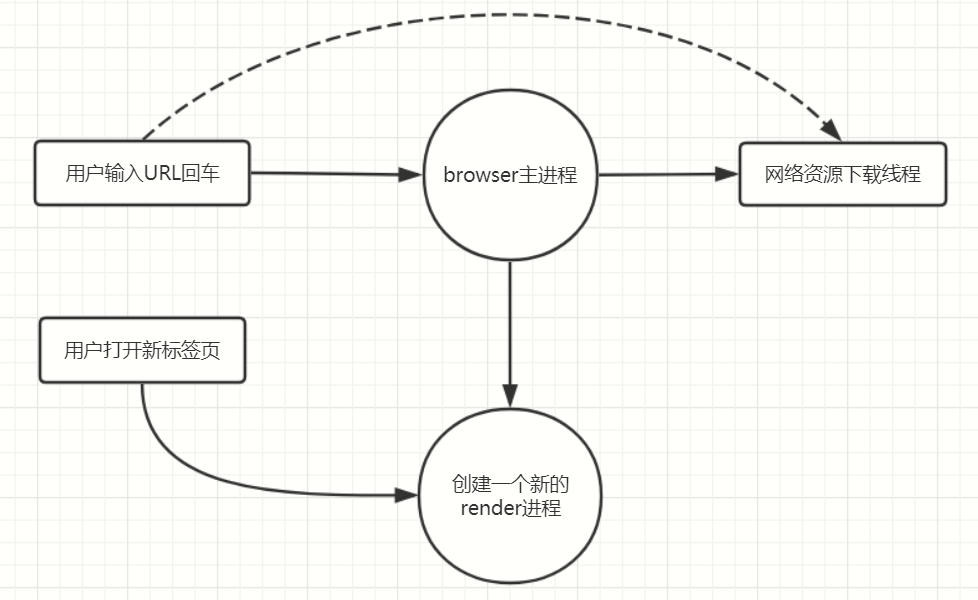 用户输入URL回车
browser主进程
网络资源下载线程
用户打开新标签页
创建一个新的
render进程